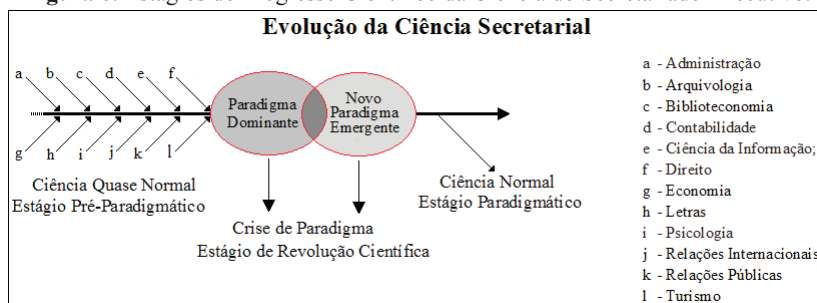 Evolução da Ciência Secretarial
a b c d e f
g h i j k l
Paradigma
Dominante
Novo
Paradigma
Emergente
Ciência Quase Normal
Estágio Pré-Paradigmático
Crise de Paradigma
Estágio de Revolução Científica
Ciência Normal
Estágio Paradigmático
a - Administração
b - Arquivologia
c - Biblioteconomia
d - Contabilidade
e - Ciência da Informação;
f - Direito
g - Economia
h - Letras
i - Psicologia
j - Relações Internacionais
k - Relações Públicas
l - Turismo